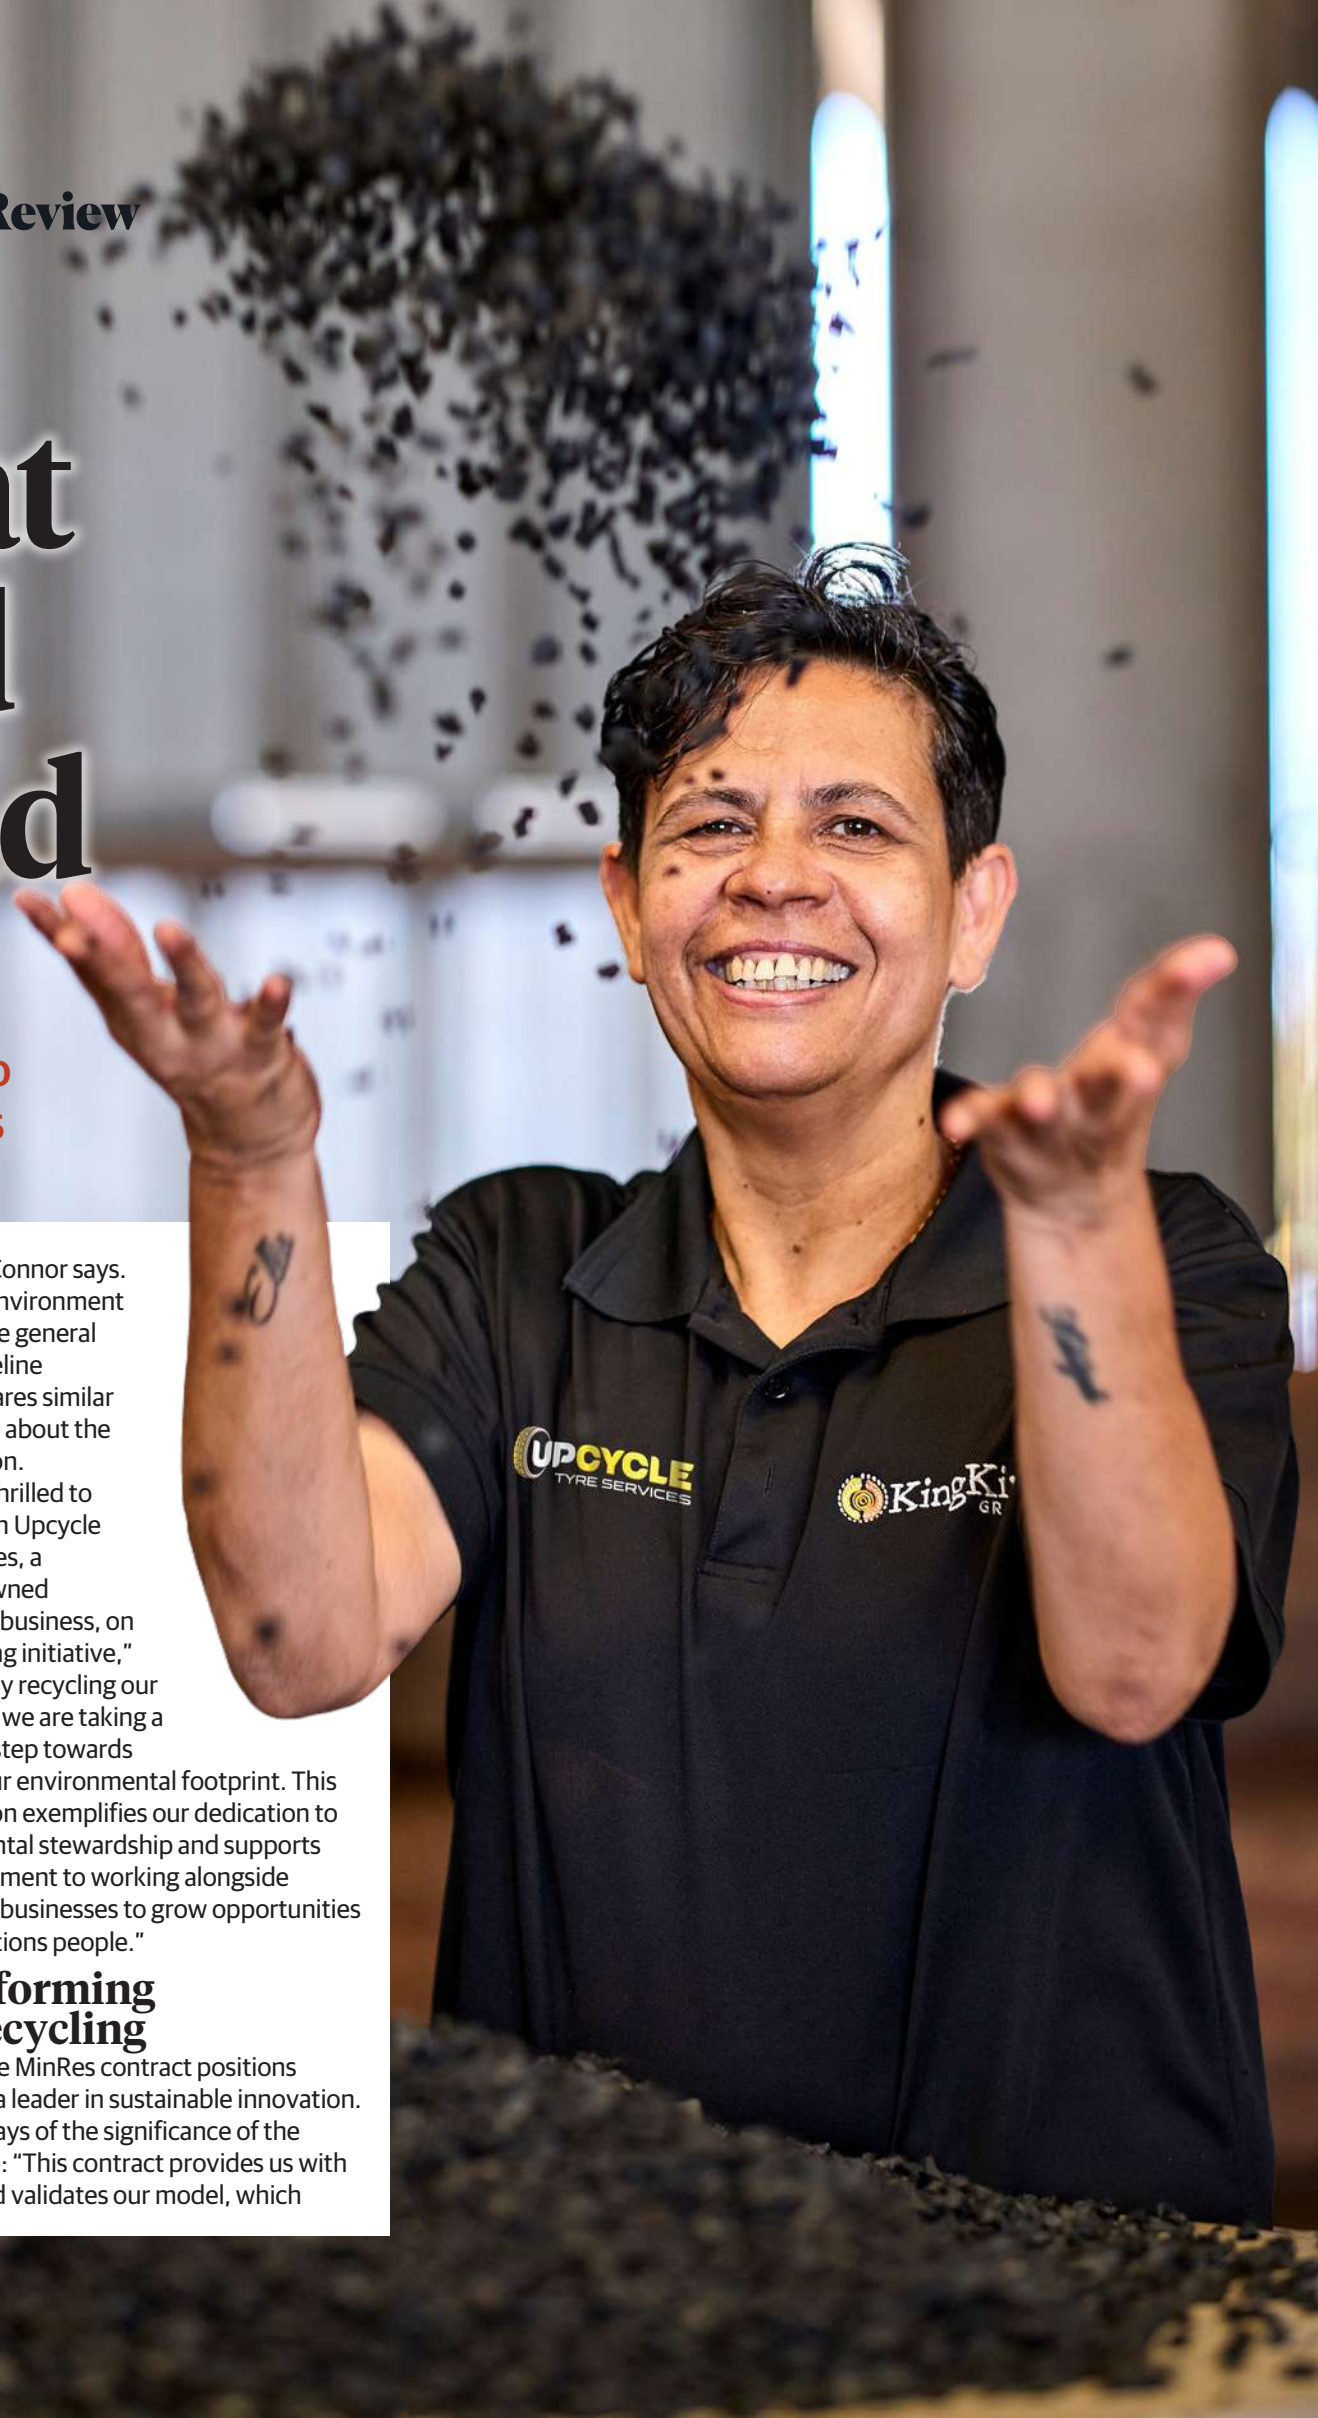 Review
at
d
d
o
s
Connor says.
nvironment
e general
eline
ares similar
about the
on.
hrilled to
n Upcycle
es, a
wned
business, on
ng initiative,”
y recycling our
we are taking a
step towards
ur environmental footprint. This
on exemplifies our dedication to
ntal stewardship and supports
ment to working alongside
businesses to grow opportunities
tions people.”
forming
ecycling
e MinRes contract positions
a leader in sustainable innovation.
ays of the significance of the
: “This contract provides us with
d validates our model, which
UPCYCLE
TYRE SERVICES
KingKi
GR
Ella